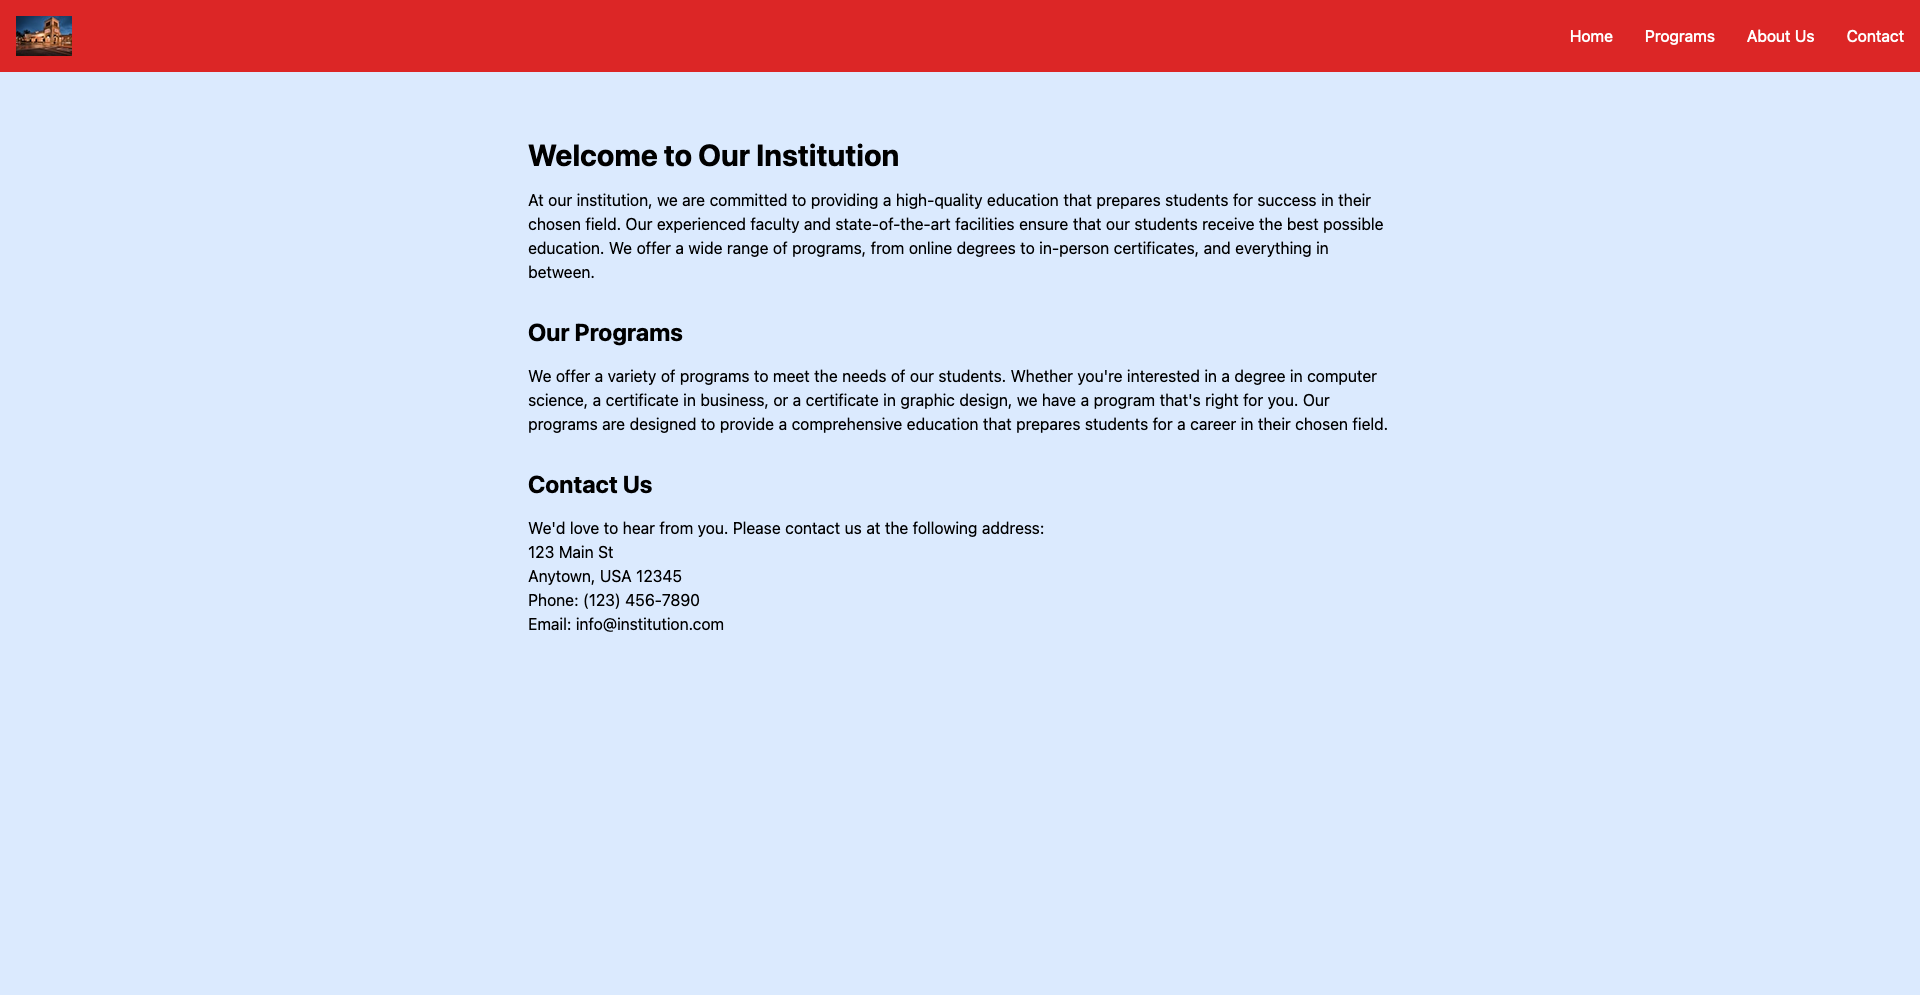 Home Programs About Us Contact
Welcome to Our Institution
At our institution, we are committed to providing a high-quality education that prepares students for success in their
chosen field. Our experienced faculty and state-of-the-art facilities ensure that our students receive the best possible
education. We offer a wide range of programs, from online degrees to in-person certificates, and everything in
between.
Our Programs
We offer a variety of programs to meet the needs of our students. Whether you're interested in a degree in computer
science, a certificate in business, or a certificate in graphic design, we have a program that's right for you. Our
programs are designed to provide a comprehensive education that prepares students for a career in their chosen field.
Contact Us
We'd love to hear from you. Please contact us at the following address:
123 Main St
Anytown, USA 12345
Phone: (123) 456-7890
Email: info@institution.com